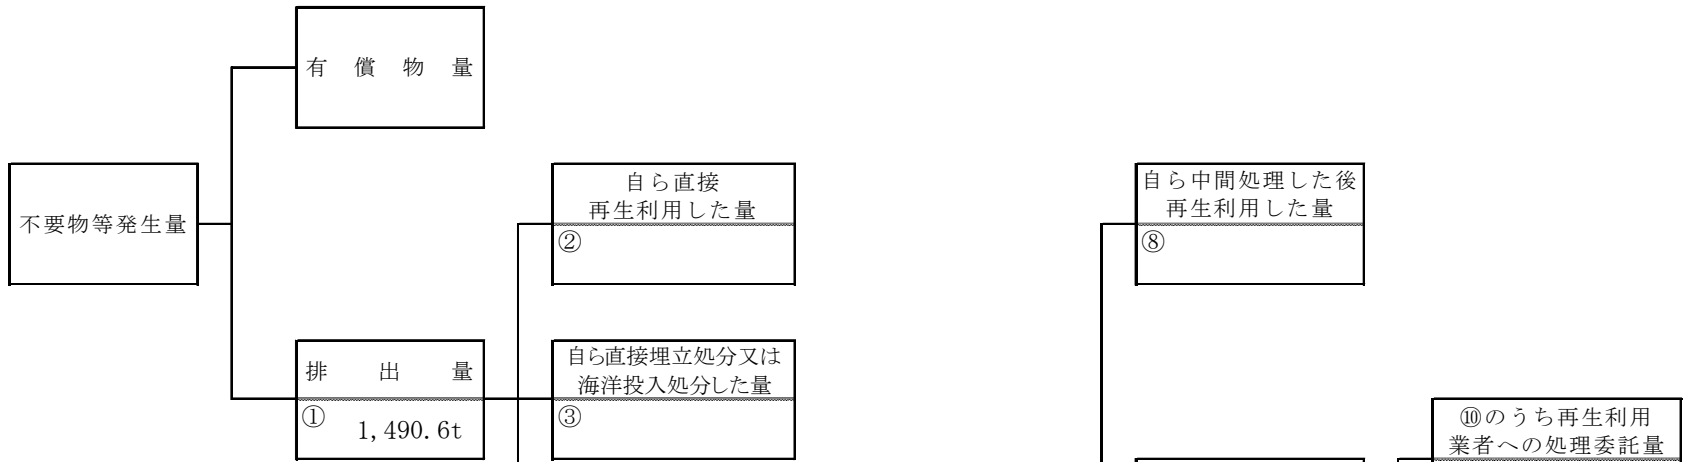 有償物量
自ら直接
再生利用した量
②
自ら中間処理した後
再生利用した量
⑧
不要物等発生量
排出量
①
1,490.6t
自ら直接埋立処分又は
海洋投入処分した量
③
⑩のうち再生利用
業者への処理委託量